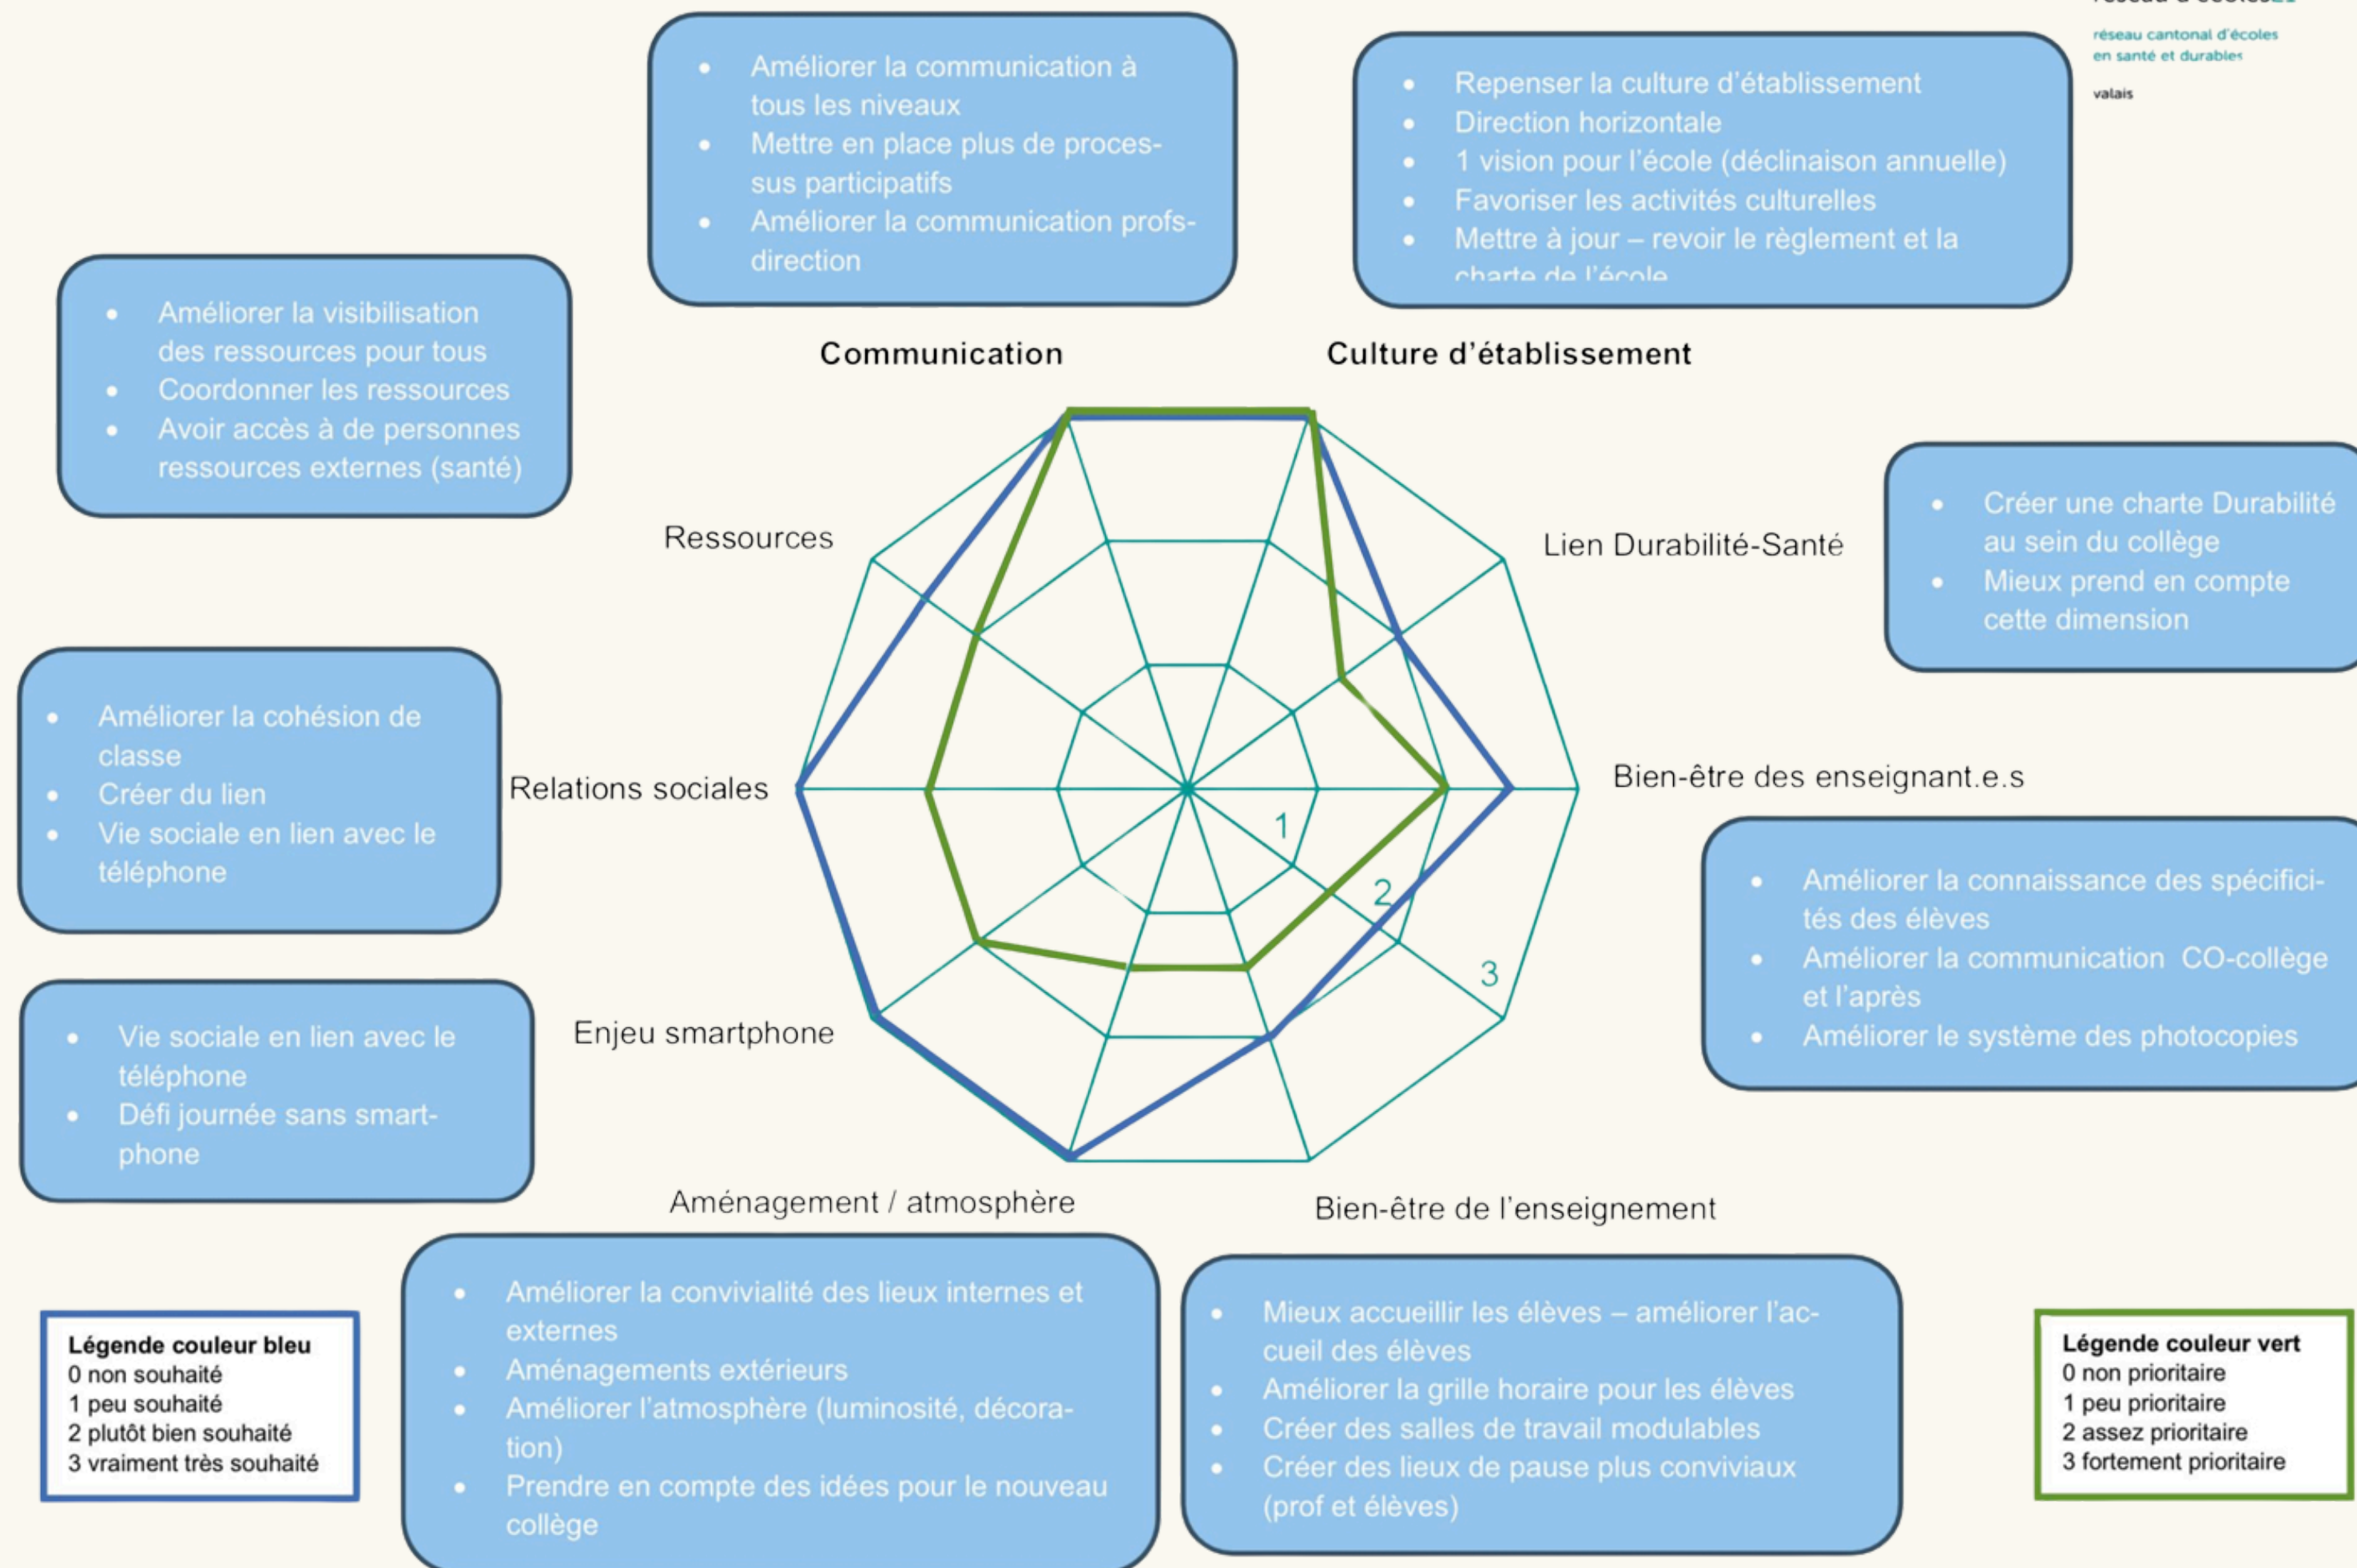 réseau d'écoles21
réseau cantonal d'écoles
en santé et durables
valais
• Améliorer la communication à
tous les niveaux
• Mettre en place plus de proces-
sus participatifs
• Améliorer la communication profs-
direction
• Repenser la culture d'établissement
• Direction horizontale
• 1 vision pour l'école (déclinaison annuelle)
• Favoriser les activités culturelles
• Mettre à jour – revoir le règlement et la
charte de l'école
• Améliorer la visibilisation
des ressources pour tous
• Coordonner les ressources
• Avoir accès à de personnes
ressources externes (santé)
Communication
Culture d'établissement
Ressources
Lien Durabilité-Santé
• Créer une charte Durabilité
au sein du collège
• Mieux prend en compte
cette dimension
• Améliorer la cohésion de
classe
• Créer du lien
• Vie sociale en lien avec le
téléphone
Relations sociales
Bien-être des enseignant.e.s
1
2
3
• Améliorer la connaissance des spécifici-
tés des élèves
• Améliorer la communication CO-collège
et l'après
• Améliorer le système des photocopies
• Vie sociale en lien avec le
téléphone
• Défi journée sans smart-
phone
Enjeu smartphone
Aménagement / atmosphère
Bien-être de l'enseignement
• Améliorer la convivialité des lieux internes et
externes
• Aménagements extérieurs
• Améliorer l'atmosphère (luminosité, décora-
tion)
• Prendre en compte des idées pour le nouveau
collège
• Mieux accueillir les élèves – améliorer l'ac-
cueil des élèves
• Améliorer la grille horaire pour les élèves
• Créer des salles de travail modulables
• Créer des lieux de pause plus conviviaux
(prof et élèves)
Légende couleur bleu
0 non souhaité
1 peu souhaité
2 plutôt bien souhaité
3 vraiment très souhaité
Légende couleur vert
0 non prioritaire
1 peu prioritaire
2 assez prioritaire
3 fortement prioritaire